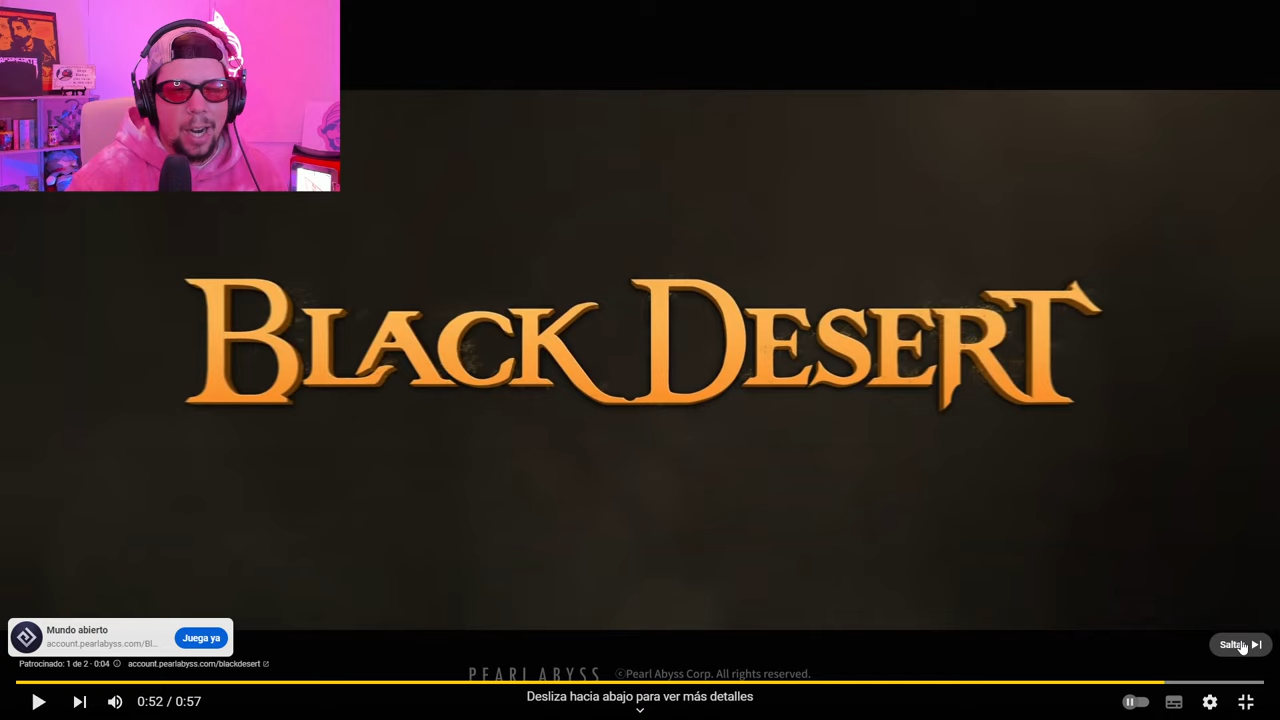 BLACK DESERT
Mundo abierto
account.pearlabyss.com/Bl...
Juega ya
Patrocinado: 1 de 2 · 0:04
account.pearlabyss.com/blackdesert
PEARL ABYSS
©Pearl Abyss Corp. All rights reserved.
0:52 / 0:57
Desliza hacia abajo para ver más detalles